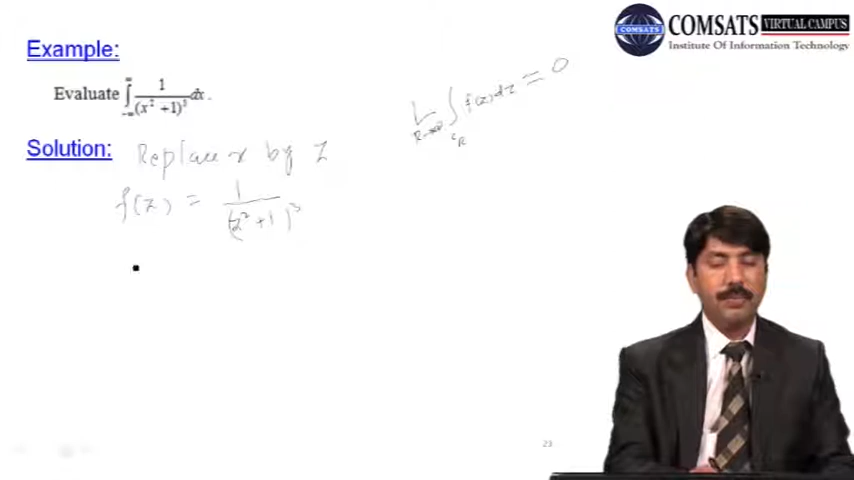 COMSATS VIRTUAL CAMPUS
Institute Of Information Technology
Example:
Evaluate ∫_{-∞}^{∞} 1/(x² +1)³ dx.
L_{R→∞} ∫_{C_R} f(z) dz = 0
Solution: Replace x by Z
f(z) = 1/(z²+1)³
23